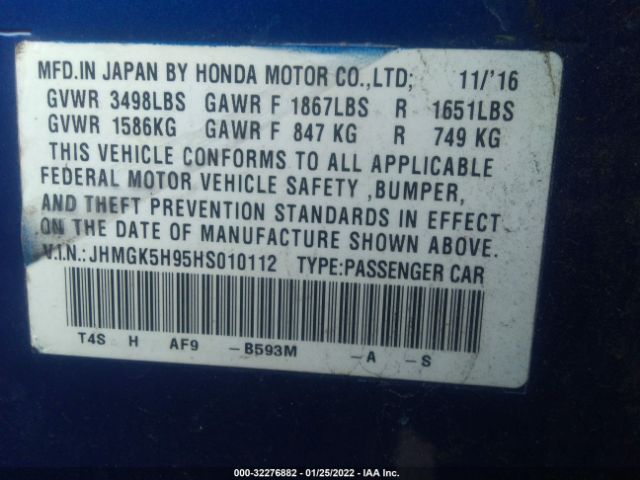 MFD.IN JAPAN BY HONDA MOTOR CO.,LTD; 11/'16
GVWR 3498LBS GAWR F 1867LBS R 1651LBS
GVWR 1586KG GAWR F 847 KG R 749 KG
THIS VEHICLE CONFORMS TO ALL APPLICABLE
FEDERAL MOTOR VEHICLE SAFETY ,BUMPER,
AND THEFT PREVENTION STANDARDS IN EFFECT
ON THE DATE OF MANUFACTURE SHOWN ABOVE.
V.I.N.:JHMGK5H95HS010112 TYPE:PASSENGER CAR
T4S H AF9 -B593M -A -S
000-32276882 - 01/25/2022 - IAA Inc.